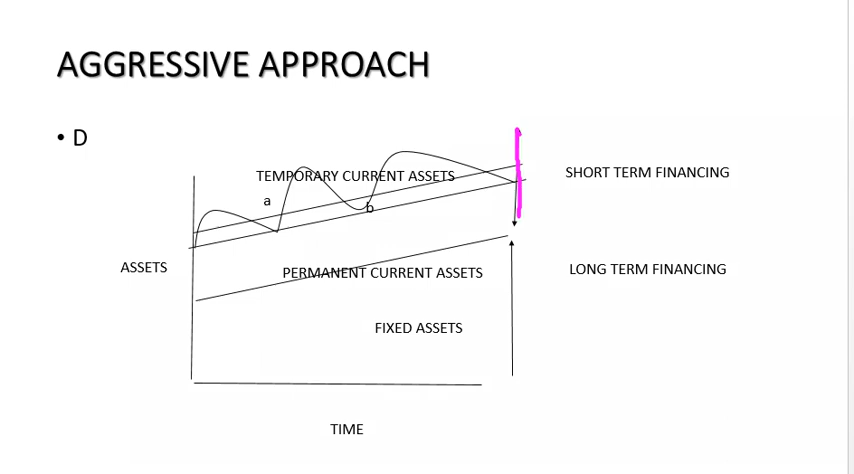 AGGRESSIVE APPROACH
• D
TEMPORARY CURRENT ASSETS
SHORT TERM FINANCING
a
b
ASSETS
PERMANENT CURRENT ASSETS
LONG TERM FINANCING
FIXED ASSETS
TIME